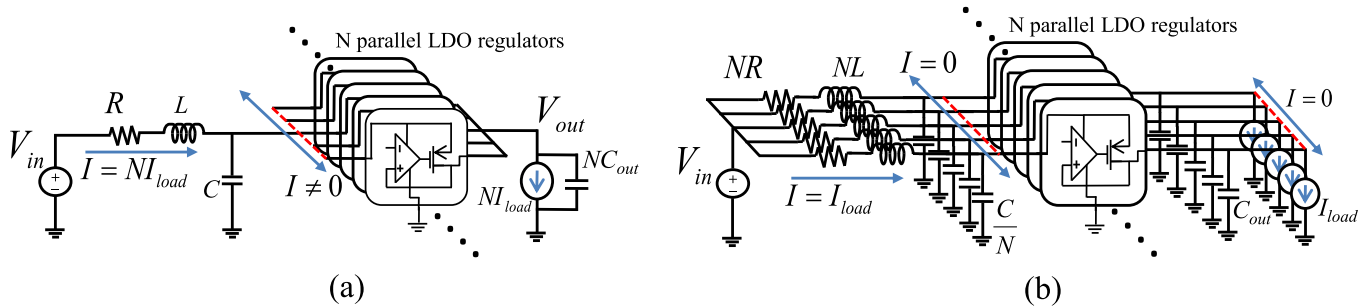 N parallel LDO regulators
R
L
V_in
I = NI_load
C
I ≠ 0
V_out
NC_out
NI_load
(a)
N parallel LDO regulators
NR
NL
I = 0
I = 0
V_in
I = I_load
C/N
C_out
I_load
(b)